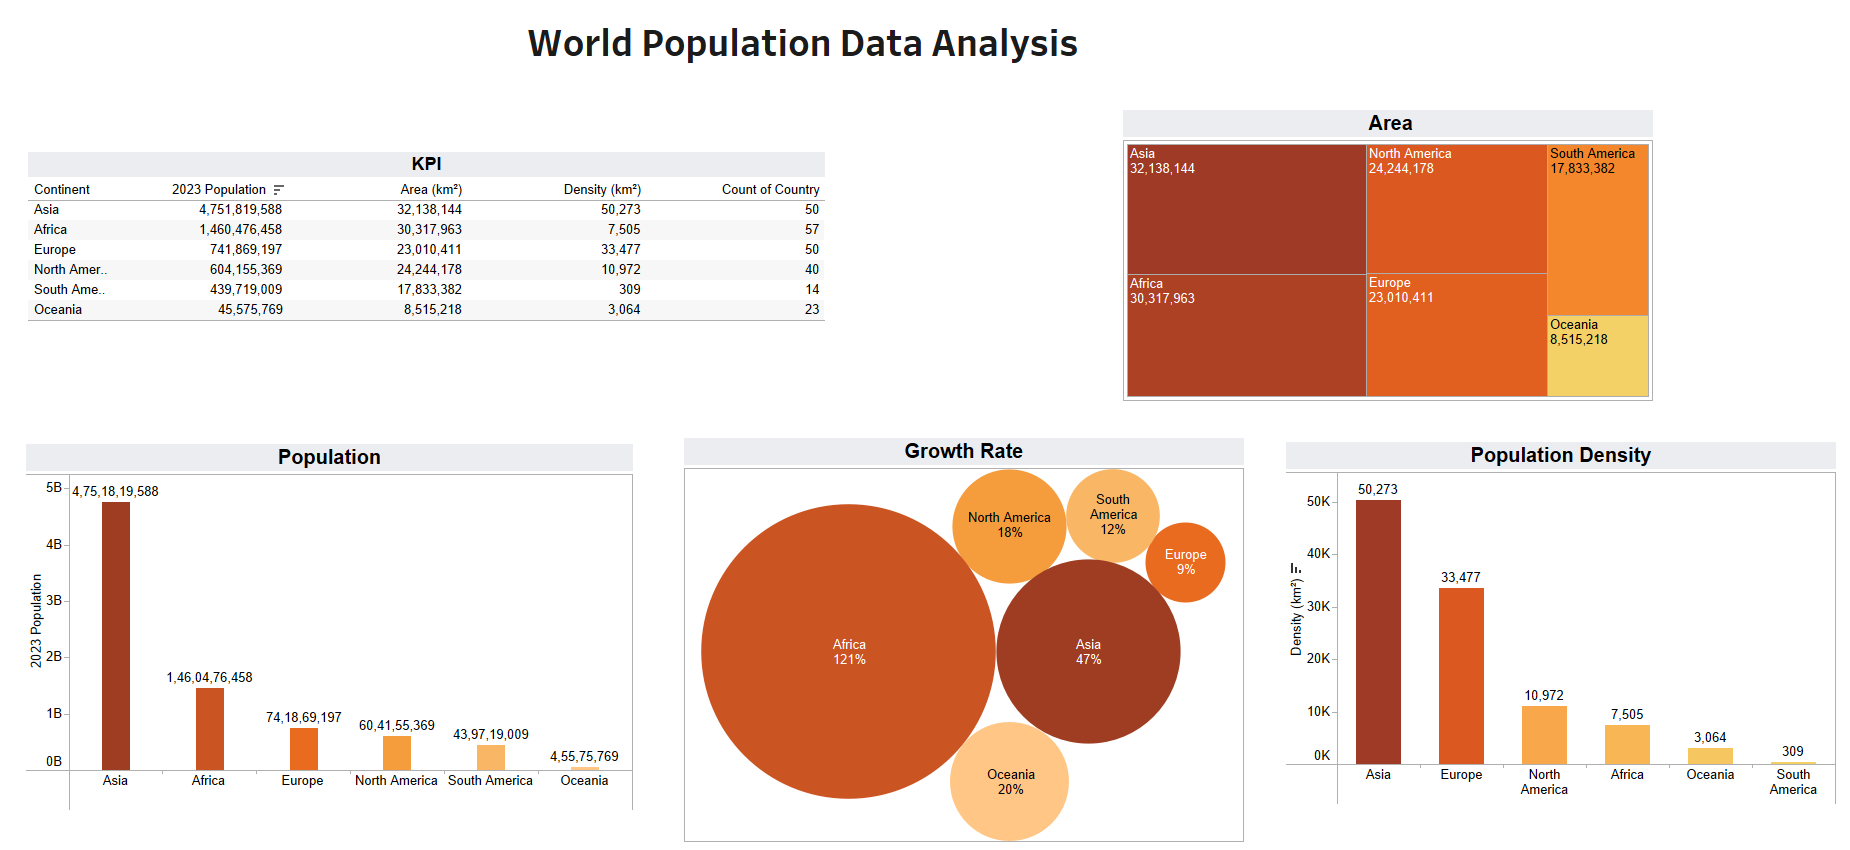 World Population Data Analysis
KPI
Continent 2023 Population Area (km²) Density (km²) Count of Country
Asia 4,751,819,588 32,138,144 50,273 50
Africa 1,460,476,458 30,317,963 7,505 57
Europe 741,869,197 23,010,411 33,477 50
North Amer.. 604,155,369 24,244,178 10,972 40
South Ame.. 439,719,009 17,833,382 309 14
Oceania 45,575,769 8,515,218 3,064 23
Area
Asia
32,138,144
Africa
30,317,963
North America
24,244,178
Europe
23,010,411
South America
17,833,382
Oceania
8,515,218
Population
2023 Population
5B
4B
3B
2B
1B
0B
4,75,18,19,588
1,46,04,76,458
74,18,69,197
60,41,55,369
43,97,19,009
4,55,75,769
Asia Africa Europe North America South America Oceania
Growth Rate
Africa
121%
North America
18%
South
America
12%
Europe
9%
Asia
47%
Oceania
20%
Population Density
Density (km²)
50K
40K
30K
20K
10K
0K
50,273
33,477
10,972
7,505
3,064
309
Asia
Europe
North
America
Africa
Oceania
South
America